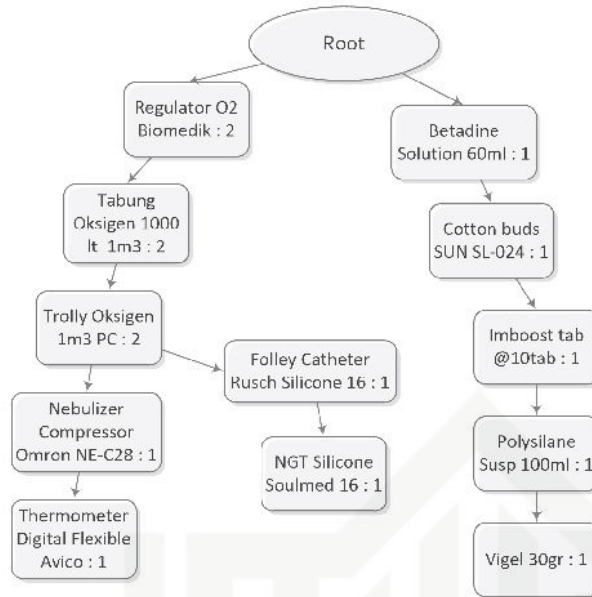 Root
Regulator O2
Biomedik : 2
Betadine
Solution 60ml : 1
Tabung
Oksigen 1000
lt 1m3 : 2
Cotton buds
SUN SL-024 : 1
Trolly Oksigen
1m3 PC : 2
Folley Catheter
Rusch Silicone 16 : 1
Imboost tab
@10tab : 1
Nebulizer
Compressor
Omron NE-C28 : 1
NGT Silicone
Soulmed 16 : 1
Polysilane
Susp 100ml : 1
Thermometer
Digital Flexible
Avico : 1
Vigel 30gr : 1